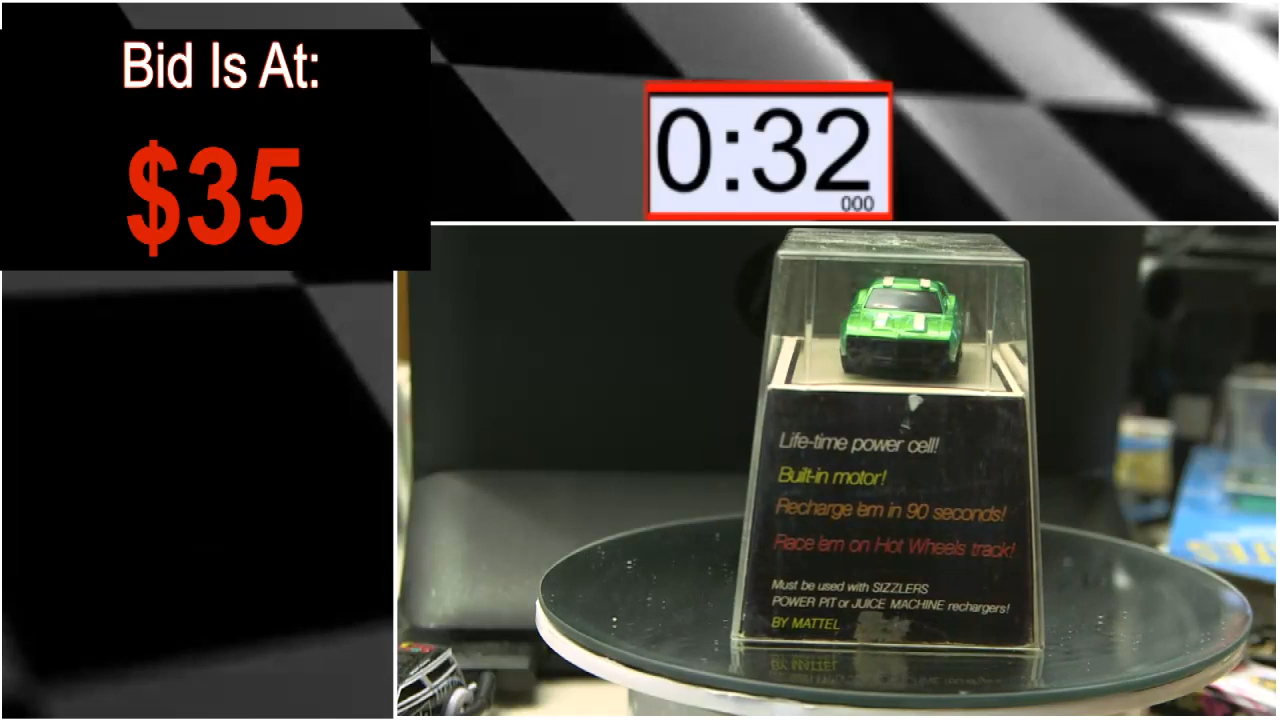 Bid Is At:
$35
0:32
000
Life-time power cell!
Built-in motor!
Recharge 'em in 90 seconds!
Race 'em on Hot Wheels track!
Must be used with SIZZLERS
POWER PIT or JUICE MACHINE rechargers!
BY MATTEL